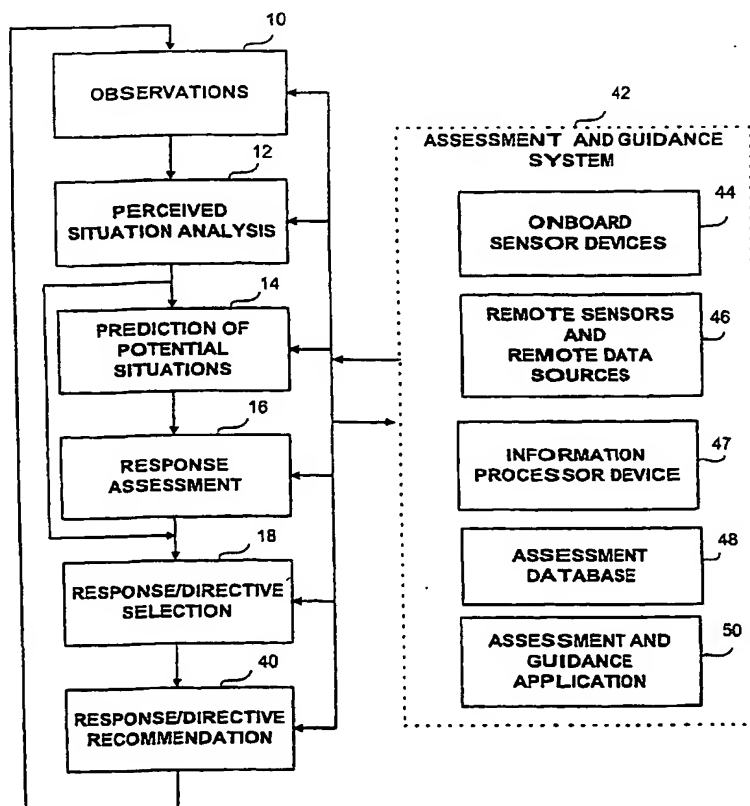 10
OBSERVATIONS
12
PERCEIVED
SITUATION ANALYSIS
14
PREDICTION OF
POTENTIAL
SITUATIONS
16
RESPONSE
ASSESSMENT
18
RESPONSE/DIRECTIVE
SELECTION
40
RESPONSE/DIRECTIVE
RECOMMENDATION
42
ASSESSMENT AND GUIDANCE
SYSTEM
44
ONBOARD
SENSOR DEVICES
46
REMOTE SENSORS
AND
REMOTE DATA
SOURCES
47
INFORMATION
PROCESSOR DEVICE
48
ASSESSMENT
DATABASE
50
ASSESSMENT AND
GUIDANCE
APPLICATION